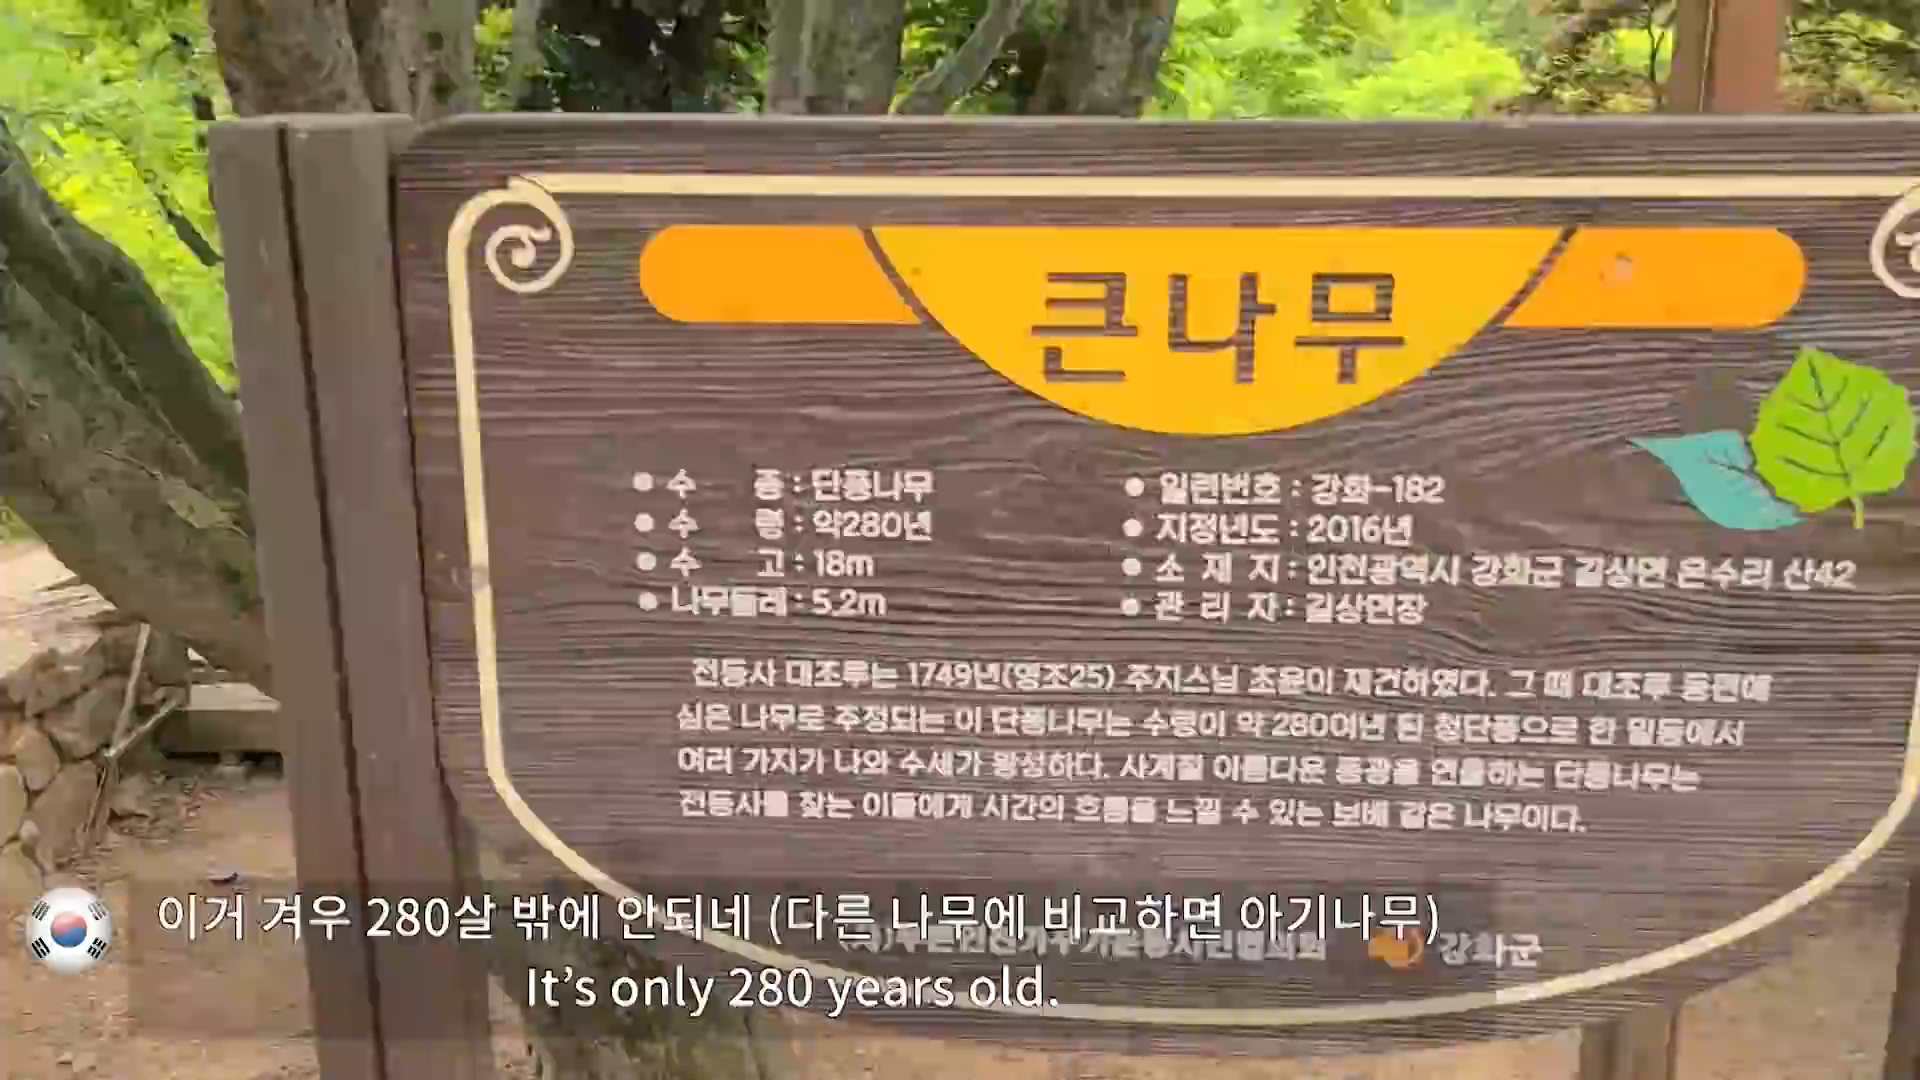 큰나무
● 수 종 : 단풍나무
● 수 령 : 약280년
● 수 고 : 18m
● 나무둘레 : 5.2m
● 일련번호 : 강화-182
● 지정년도 : 2016년
● 소 재 지 : 인천광역시 강화군 길상면 온수리 산42
● 관 리 자 : 길상면장
전등사 대조루는 1749년(영조25) 주지스님 초윤이 재건하였다. 그 때 대조루 동편에
심은 나무로 추정되는 이 단풍나무는 수령이 약 280여년 된 청단풍으로 한 밑동에서
여러 가지가 나와 수세가 왕성하다. 사계절 아름다운 풍광을 연출하는 단풍나무는
전등사를 찾는 이들에게 시간의 흐름을 느낄 수 있는 보배 같은 나무이다.
강화군
이거 겨우 280살 밖에 안되네 (다른 나무에 비교하면 아기나무)
It's only 280 years old.